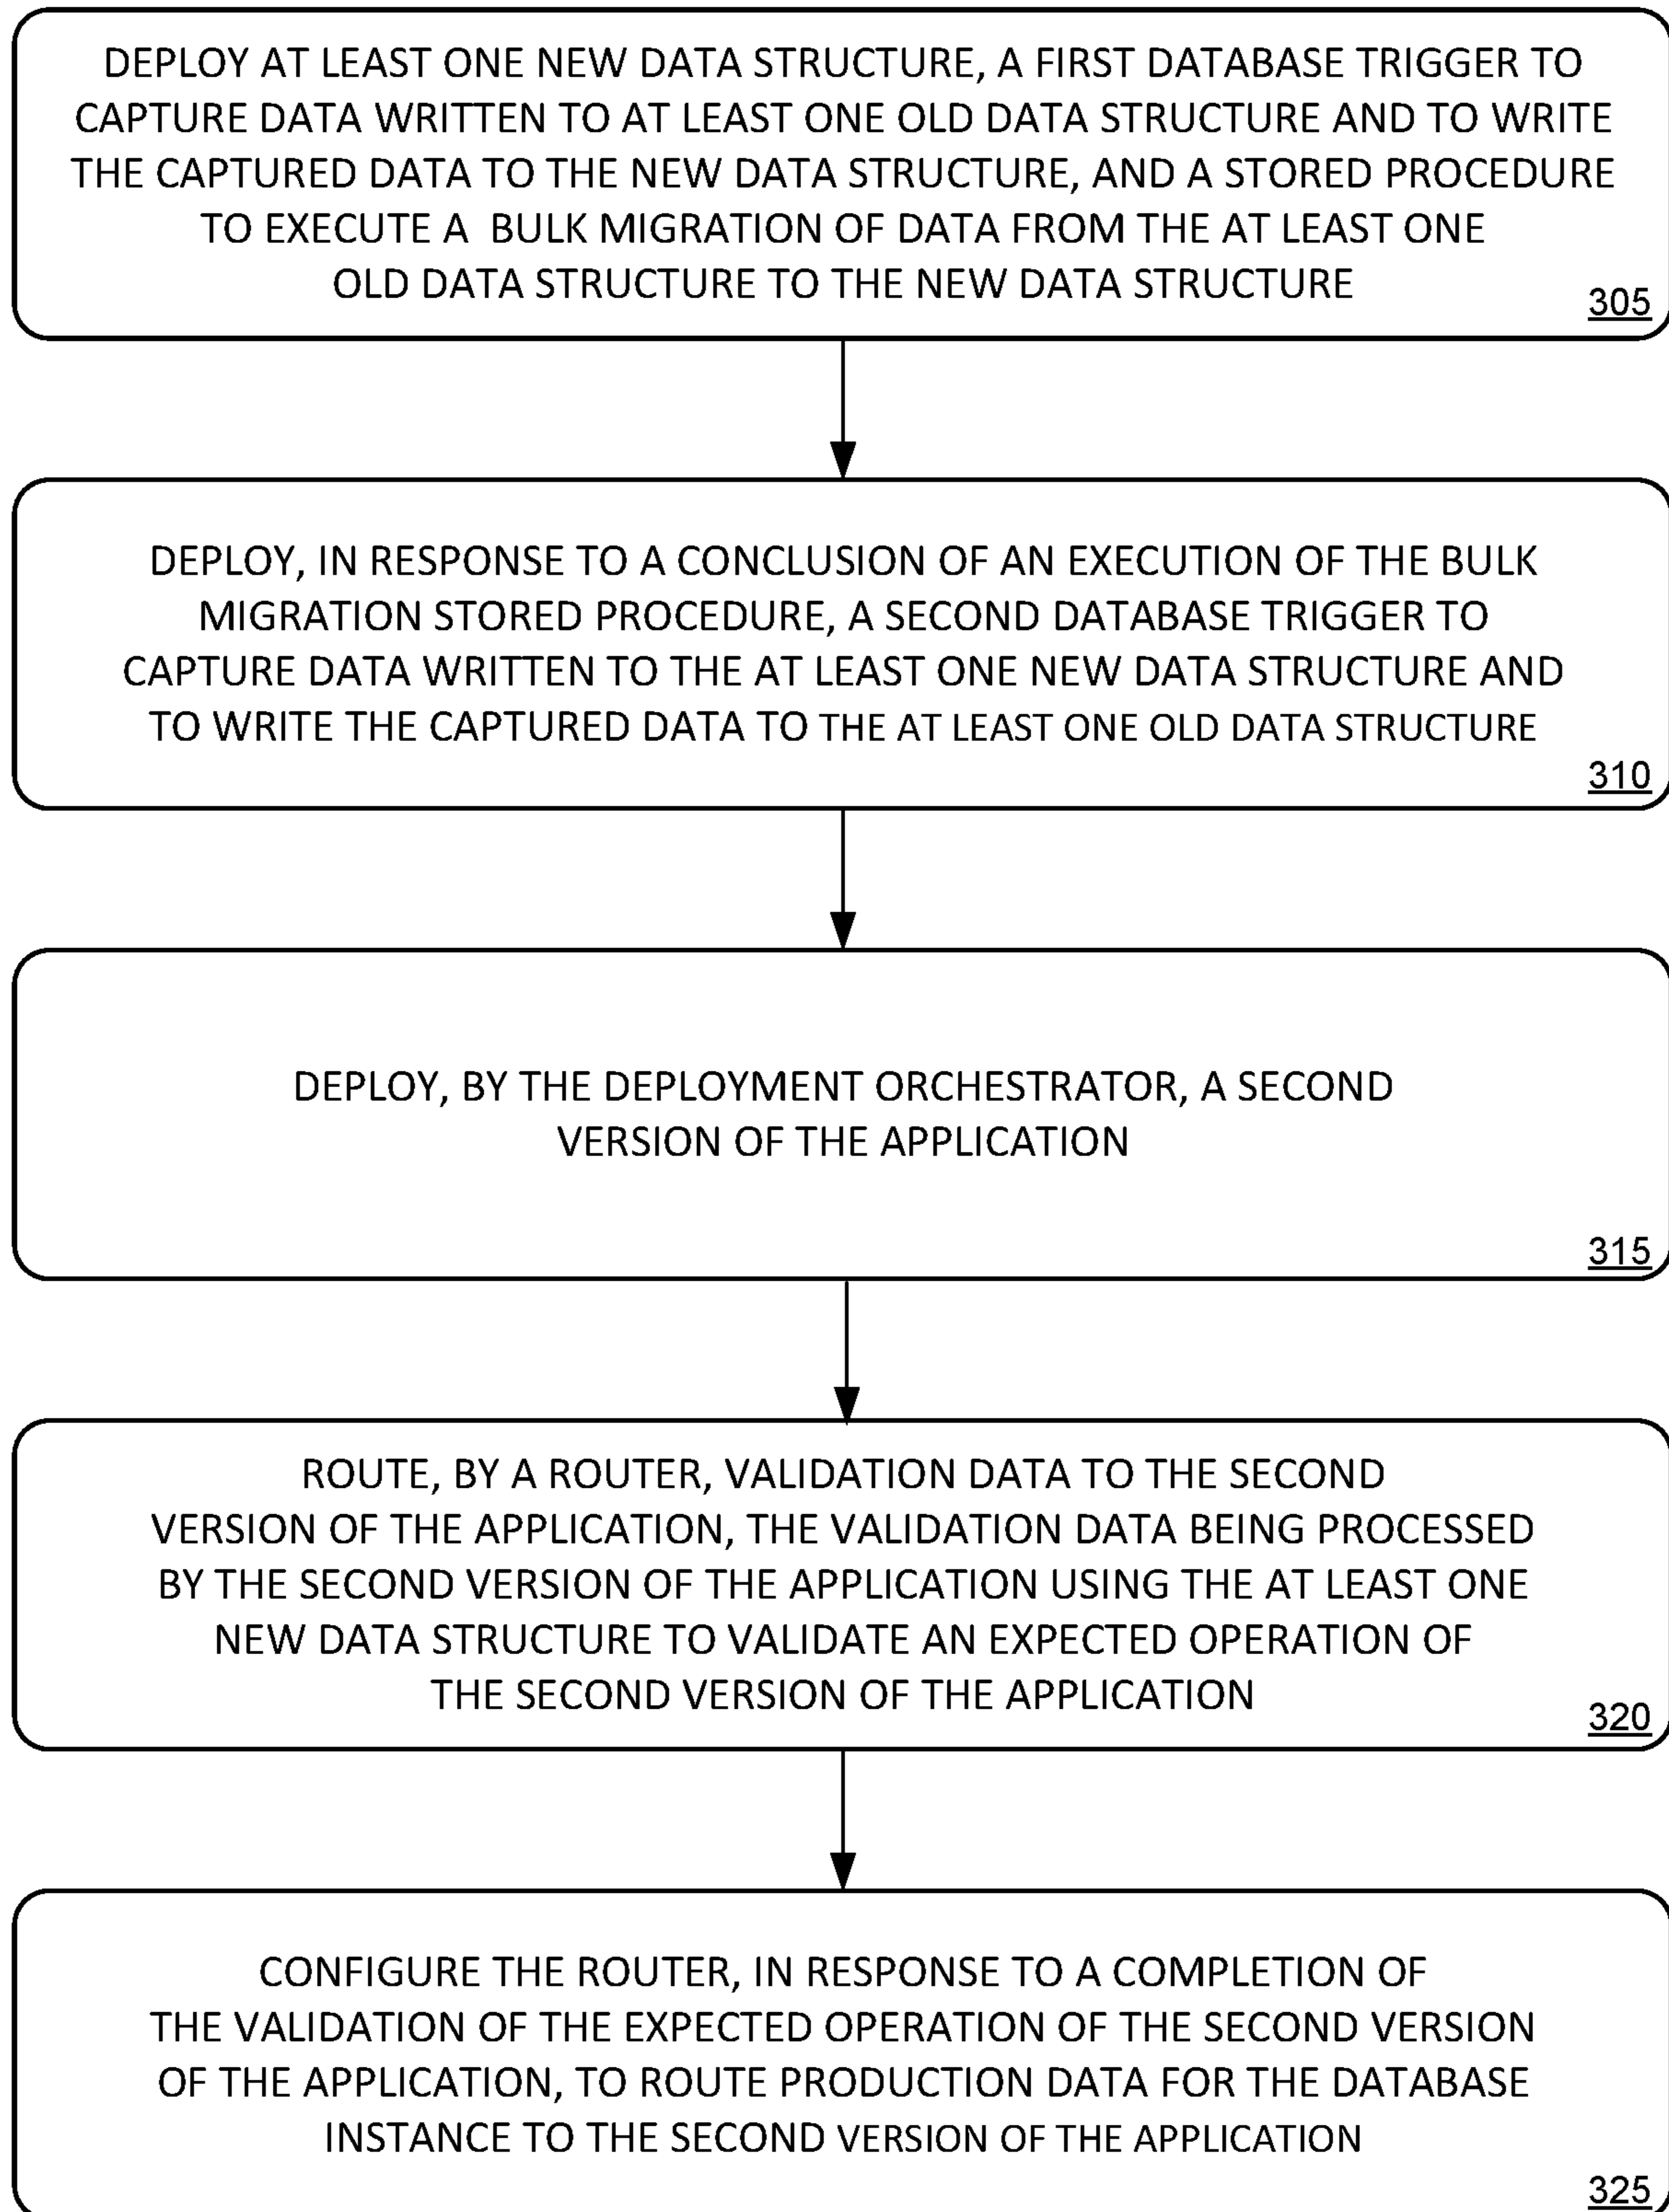 DEPLOY AT LEAST ONE NEW DATA STRUCTURE, A FIRST DATABASE TRIGGER TO
CAPTURE DATA WRITTEN TO AT LEAST ONE OLD DATA STRUCTURE AND TO WRITE
THE CAPTURED DATA TO THE NEW DATA STRUCTURE, AND A STORED PROCEDURE
TO EXECUTE A BULK MIGRATION OF DATA FROM THE AT LEAST ONE
OLD DATA STRUCTURE TO THE NEW DATA STRUCTURE
305
DEPLOY, IN RESPONSE TO A CONCLUSION OF AN EXECUTION OF THE BULK
MIGRATION STORED PROCEDURE, A SECOND DATABASE TRIGGER TO
CAPTURE DATA WRITTEN TO THE AT LEAST ONE NEW DATA STRUCTURE AND
TO WRITE THE CAPTURED DATA TO THE AT LEAST ONE OLD DATA STRUCTURE
310
DEPLOY, BY THE DEPLOYMENT ORCHESTRATOR, A SECOND
VERSION OF THE APPLICATION
315
ROUTE, BY A ROUTER, VALIDATION DATA TO THE SECOND
VERSION OF THE APPLICATION, THE VALIDATION DATA BEING PROCESSED
BY THE SECOND VERSION OF THE APPLICATION USING THE AT LEAST ONE
NEW DATA STRUCTURE TO VALIDATE AN EXPECTED OPERATION OF
THE SECOND VERSION OF THE APPLICATION
320
CONFIGURE THE ROUTER, IN RESPONSE TO A COMPLETION OF
THE VALIDATION OF THE EXPECTED OPERATION OF THE SECOND VERSION
OF THE APPLICATION, TO ROUTE PRODUCTION DATA FOR THE DATABASE
INSTANCE TO THE SECOND VERSION OF THE APPLICATION
325